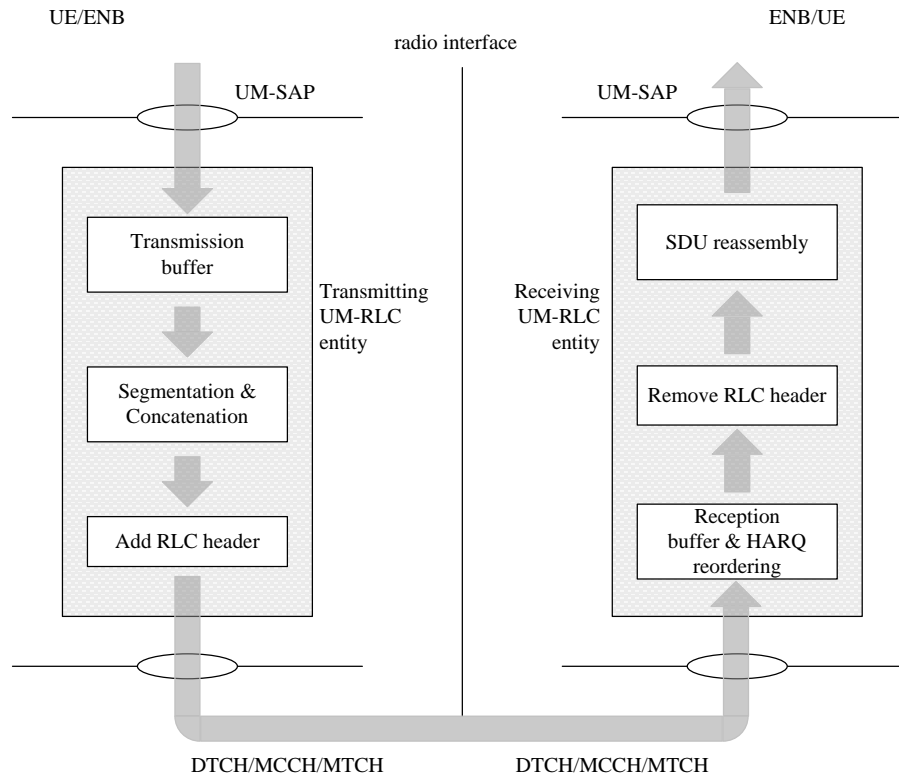 UE/ENB
ENB/UE
radio interface
UM-SAP
UM-SAP
Transmission
buffer
SDU reassembly
Transmitting
UM-RLC
entity
Receiving
UM-RLC
entity
Segmentation &
Concatenation
Remove RLC header
Add RLC header
Reception
buffer & HARQ
reordering
DTCH/MCCH/MTCH
DTCH/MCCH/MTCH